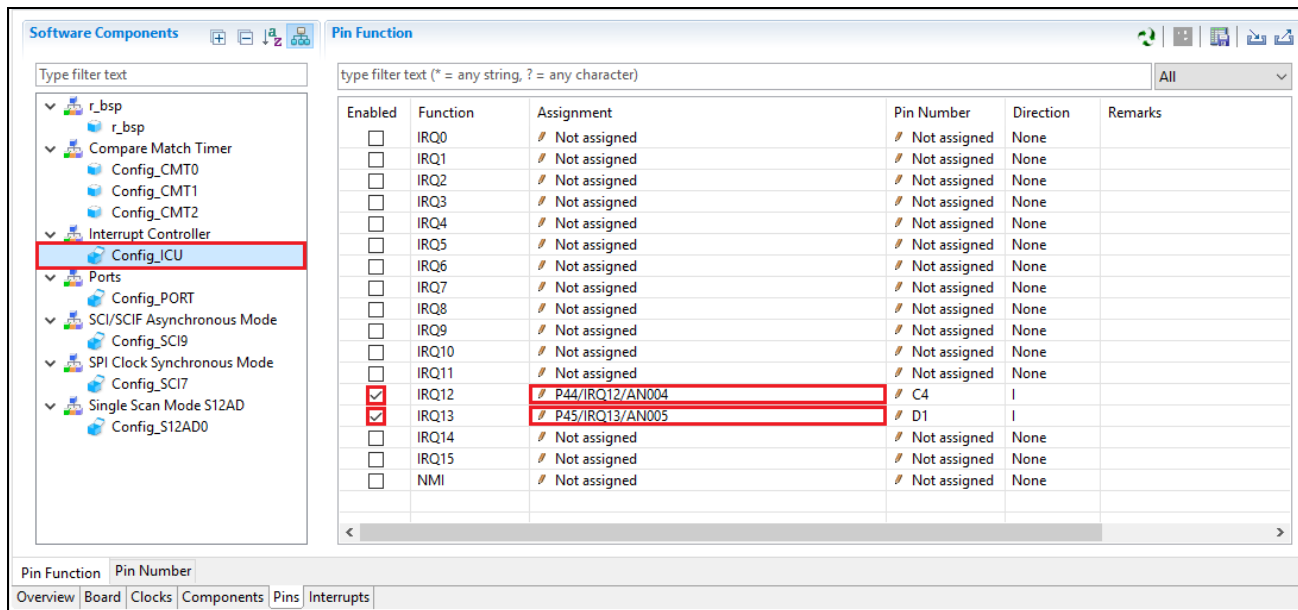 Software Components
Pin Function
Type filter text
type filter text (* = any string, ? = any character)
All
r_bsp
r_bsp
Compare Match Timer
Config_CMT0
Config_CMT1
Config_CMT2
Interrupt Controller
Config_ICU
Ports
Config_PORT
SCI/SCIF Asynchronous Mode
Config_SCI9
SPI Clock Synchronous Mode
Config_SCI7
Single Scan Mode S12AD
Config_S12AD0
Enabled Function Assignment Pin Number Direction Remarks
IRQ0 Not assigned Not assigned None
IRQ1 Not assigned Not assigned None
IRQ2 Not assigned Not assigned None
IRQ3 Not assigned Not assigned None
IRQ4 Not assigned Not assigned None
IRQ5 Not assigned Not assigned None
IRQ6 Not assigned Not assigned None
IRQ7 Not assigned Not assigned None
IRQ8 Not assigned Not assigned None
IRQ9 Not assigned Not assigned None
IRQ10 Not assigned Not assigned None
IRQ11 Not assigned Not assigned None
IRQ12 P44/IRQ12/AN004 C4 I
IRQ13 P45/IRQ13/AN005 D1 I
IRQ14 Not assigned Not assigned None
IRQ15 Not assigned Not assigned None
NMI Not assigned Not assigned None
Pin Function Pin Number
Overview Board Clocks Components Pins Interrupts